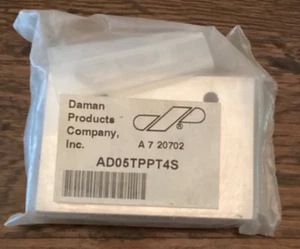 Daman
Products
Company,
Inc.
A 7 20702
AD05TPPT4S